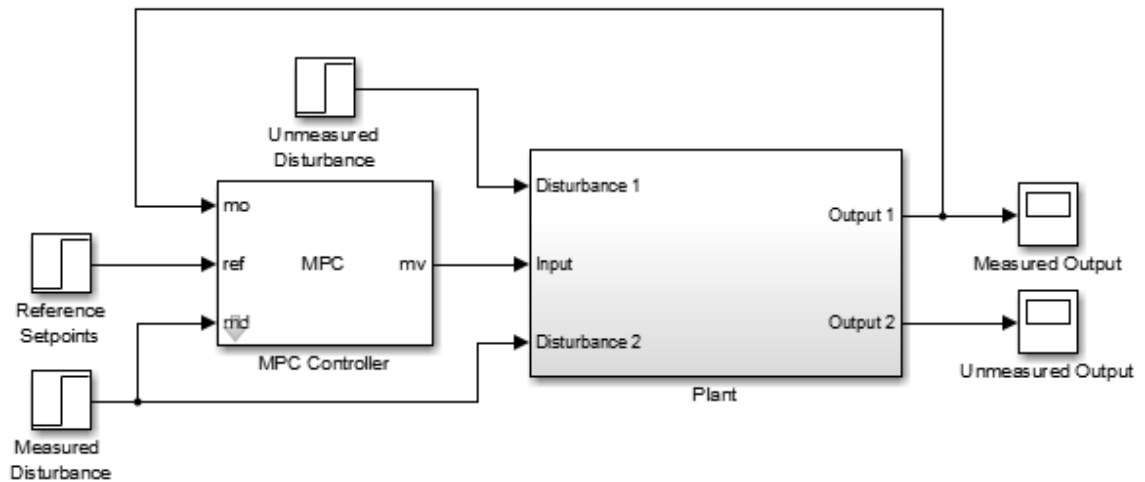 Unmeasured
Disturbance
Disturbance 1
mo
Output 1
ref
MPC
mv
Input
Measured Output
Reference
Setpoints
md
Output 2
Disturbance 2
MPC Controller
Unmeasured Output
Plant
Measured
Disturbance